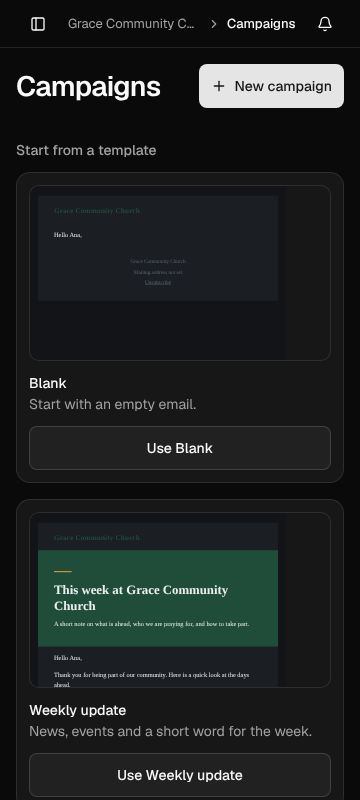 Grace Community C... > Campaigns
Campaigns
+ New campaign
Start from a template
Grace Community Church
Hello Ana,
Grace Community Church
Mailing address not set
Unsubscribe
Blank
Start with an empty email.
Use Blank
Grace Community Church
This week at Grace Community
Church
A short note on what is ahead, who we are praying for, and how to take part.
Hello Ana,
Thank you for being part of our community. Here is a quick look at the days
ahead.
Weekly update
News, events and a short word for the week.
Use Weekly update